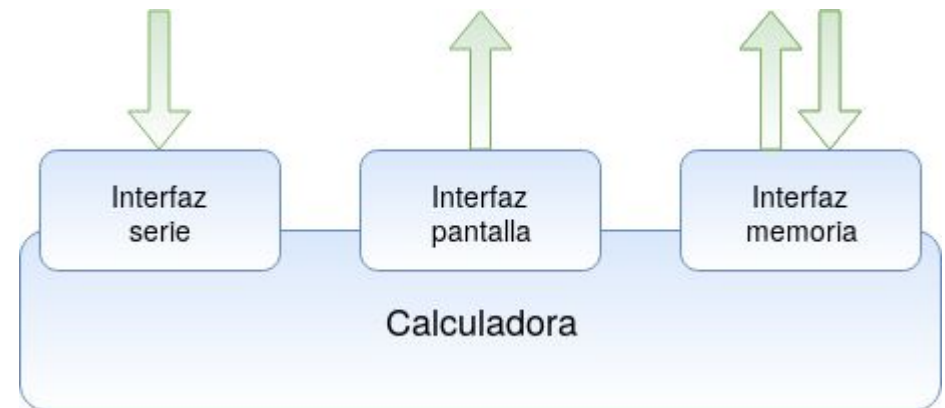 Interfaz
serie
Interfaz
pantalla
Interfaz
memoria
Calculadora